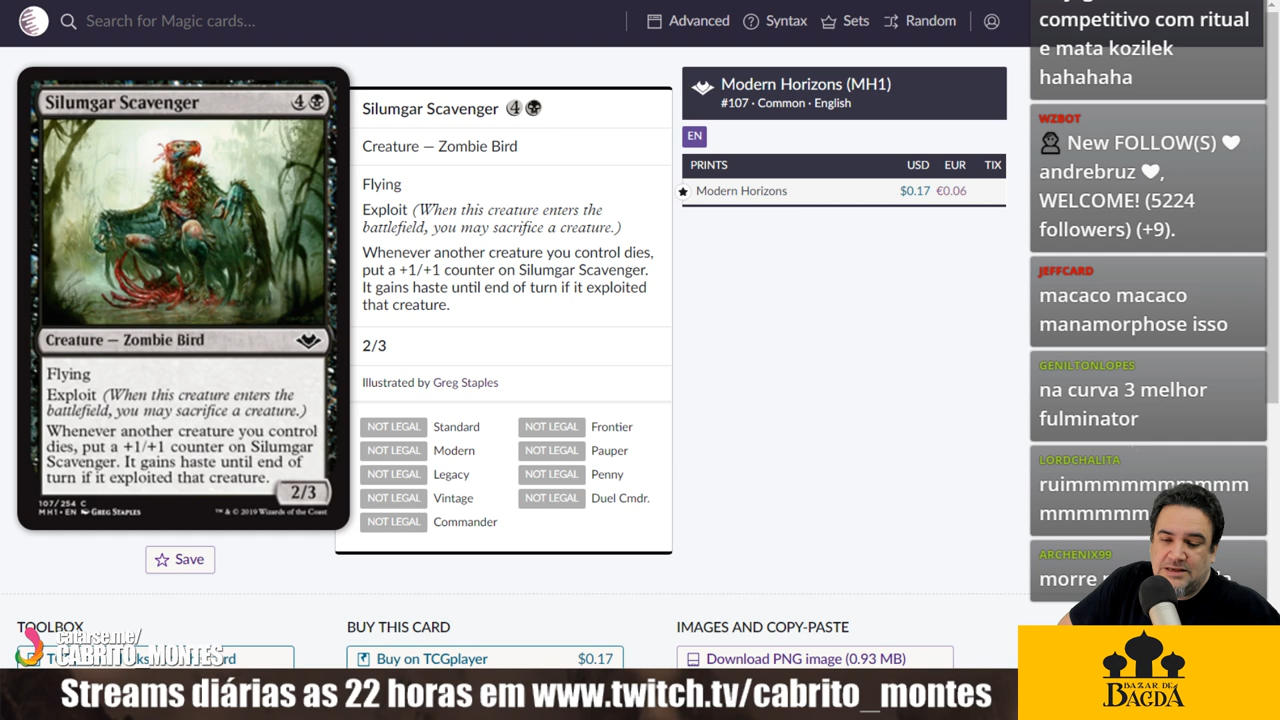 Search for Magic cards...
Advanced
Syntax
Sets
Random
Silumgar Scavenger 4
Creature — Zombie Bird
Flying
Exploit (When this creature enters the
battlefield, you may sacrifice a creature.)
Whenever another creature you control
dies, put a +1/+1 counter on Silumgar
Scavenger. It gains haste until end of
turn if it exploited that creature.
2/3
107/254 C
MH1 • EN GREG STAPLES
™ & © 2019 Wizards of the Coast
Save
Silumgar Scavenger 4
Creature — Zombie Bird
Flying
Exploit (When this creature enters the
battlefield, you may sacrifice a creature.)
Whenever another creature you control dies,
put a +1/+1 counter on Silumgar Scavenger.
It gains haste until end of turn if it exploited
that creature.
2/3
Illustrated by Greg Staples
NOT LEGAL Standard NOT LEGAL Frontier
NOT LEGAL Modern NOT LEGAL Pauper
NOT LEGAL Legacy NOT LEGAL Penny
NOT LEGAL Vintage NOT LEGAL Duel Cmdr.
NOT LEGAL Commander
Modern Horizons (MH1)
#107 · Common · English
EN
PRINTS USD EUR TIX
Modern Horizons $0.17 €0.06
competitivo com ritual
e mata kozilek
hahahaha
WZBOT
New FOLLOW(S)
andrebruz ,
WELCOME! (5224
followers) (+9).
JEFFCARD
macaco macaco
manamorphose isso
GENILTONLOPES
na curva 3 melhor
fulminator
LORDCHALITA
ruimmmmmmmmm
mmmmmm
ARCHENIX99
morre
TOOLBOX
BUY THIS CARD
IMAGES AND COPY-PASTE
catarse.me/
CABRITO_MONTES
Buy on TCGplayer $0.17
Download PNG image (0.93 MB)
Streams diárias as 22 horas em www.twitch.tv/cabrito_montes
BAZAR DE
BAGDÁ